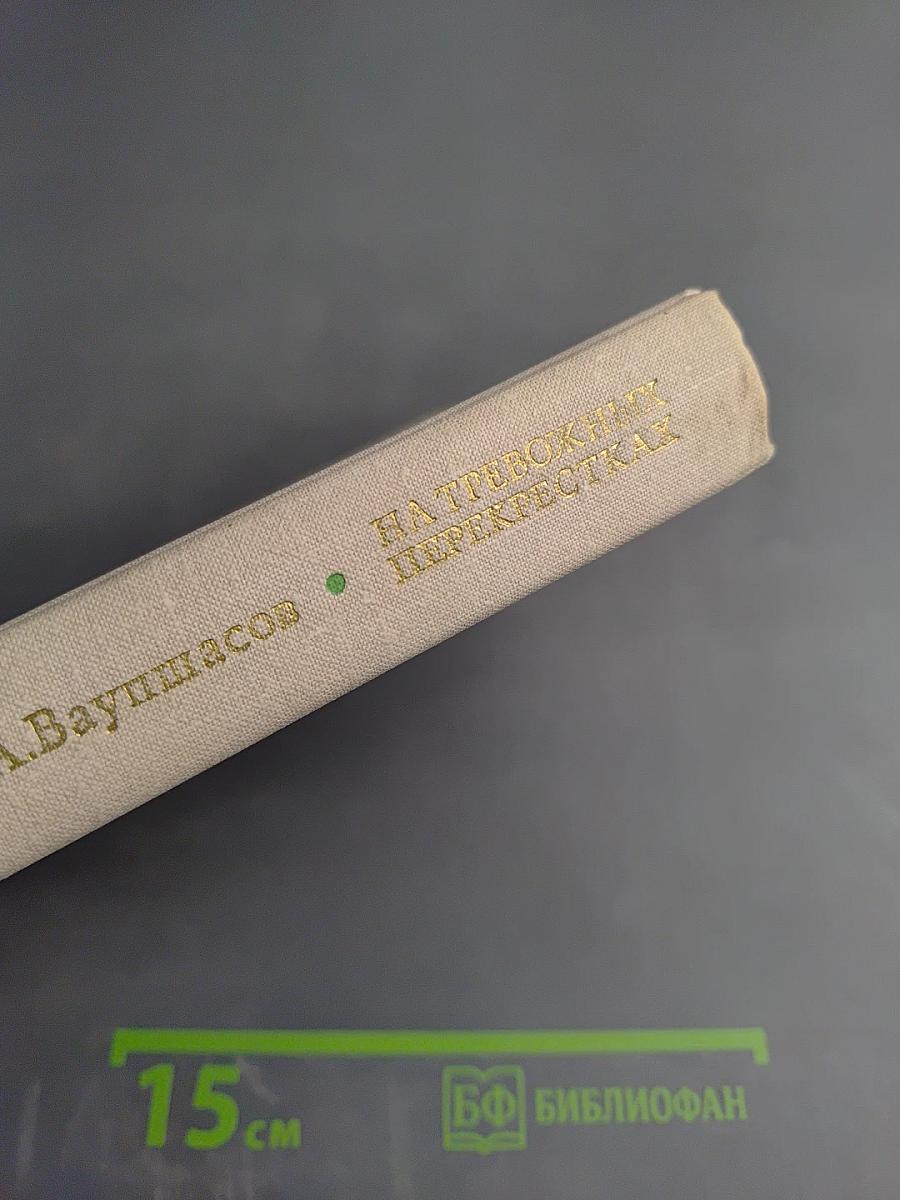 А.Ваупшасов
НА ТРЕВОЖНЫХ
ПЕРЕКРЕСТКАХ
15 см
БФ БИБЛИОФАН